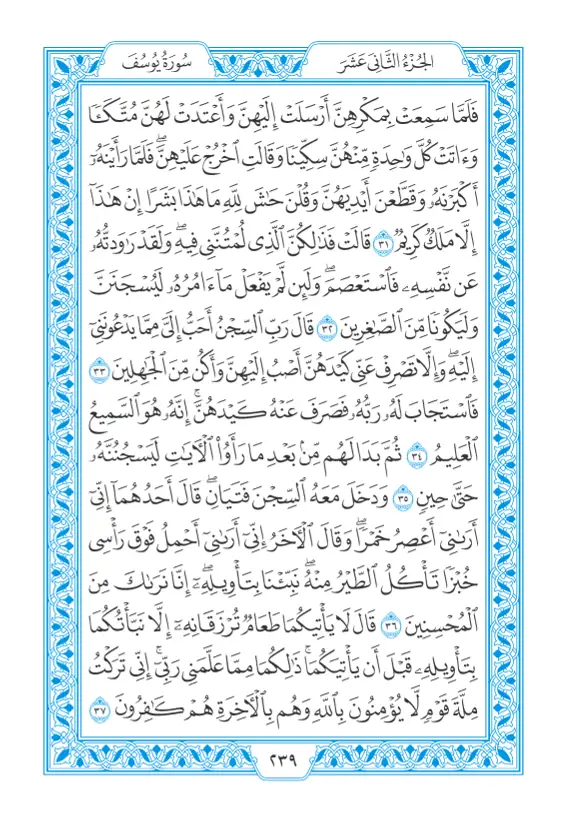 الجُزْءُ الثَّانِى عَشَرَ
سُورَةُ يُوسُفَ
فَلَمَّا سَمِعَتْ بِمَكْرِهِنَّ أَرْسَلَتْ إِلَيْهِنَّ وَأَعْتَدَتْ لَهُنَّ مُتَّكَـًٔا
وَءَاتَتْ كُلَّ وَٰحِدَةٍ مِّنْهُنَّ سِكِّينًا وَقَالَتِ ٱخْرُجْ عَلَيْهِنَّۖ فَلَمَّا رَأَيْنَهُۥٓ
أَكْبَرْنَهُۥ وَقَطَّعْنَ أَيْدِيَهُنَّ وَقُلْنَ حَٰشَ لِلَّهِ مَا هَٰذَا بَشَرًا إِنْ هَٰذَآ
إِلَّا مَلَكٌ كَرِيمٌ ٣١ قَالَتْ فَذَٰلِكُنَّ ٱلَّذِى لُمْتُنَّنِى فِيهِۖ وَلَقَدْ رَٰوَدتُّهُۥ
عَن نَّفْسِهِۦ فَٱسْتَعْصَمَۖ وَلَئِن لَّمْ يَفْعَلْ مَآ ءَامُرُهُۥ لَيُسْجَنَنَّ
وَلَيَكُونًا مِّنَ ٱلصَّٰغِرِينَ ٣٢ قَالَ رَبِّ ٱلسِّجْنُ أَحَبُّ إِلَىَّ مِمَّا يَدْعُونَنِىٓ
إِلَيْهِۖ وَإِلَّا تَصْرِفْ عَنِّى كَيْدَهُنَّ أَصْبُ إِلَيْهِنَّ وَأَكُن مِّنَ ٱلْجَٰهِلِينَ ٣٣
فَٱسْتَجَابَ لَهُۥ رَبُّهُۥ فَصَرَفَ عَنْهُ كَيْدَهُنَّۚ إِنَّهُۥ هُوَ ٱلسَّمِيعُ
ٱلْعَلِيمُ ٣٤ ثُمَّ بَدَا لَهُم مِّنۢ بَعْدِ مَا رَأَوُا۟ ٱلْءَايَٰتِ لَيَسْجُنُنَّهُۥ
حَتَّىٰ حِينٍ ٣٥ وَدَخَلَ مَعَهُ ٱلسِّجْنَ فَتَيَانِۖ قَالَ أَحَدُهُمَآ إِنِّىٓ
أَرَىٰنِىٓ أَعْصِرُ خَمْرًاۖ وَقَالَ ٱلْءَاخَرُ إِنِّىٓ أَرَىٰنِىٓ أَحْمِلُ فَوْقَ رَأْسِى
خُبْزًا تَأْكُلُ ٱلطَّيْرُ مِنْهُۖ نَبِّئْنَا بِتَأْوِيلِهِۦٓۖ إِنَّا نَرَىٰكَ مِنَ
ٱلْمُحْسِنِينَ ٣٦ قَالَ لَا يَأْتِيكُمَا طَعَامٌ تُرْزَقَانِهِۦٓ إِلَّا نَبَّأْتُكُمَا
بِتَأْوِيلِهِۦ قَبْلَ أَن يَأْتِيَكُمَاۚ ذَٰلِكُمَا مِمَّا عَلَّمَنِى رَبِّىٓۚ إِنِّى تَرَكْتُ
مِلَّةَ قَوْمٍ لَّا يُؤْمِنُونَ بِٱللَّهِ وَهُم بِٱلْءَاخِرَةِ هُمْ كَٰفِرُونَ ٣٧
٢٣٩